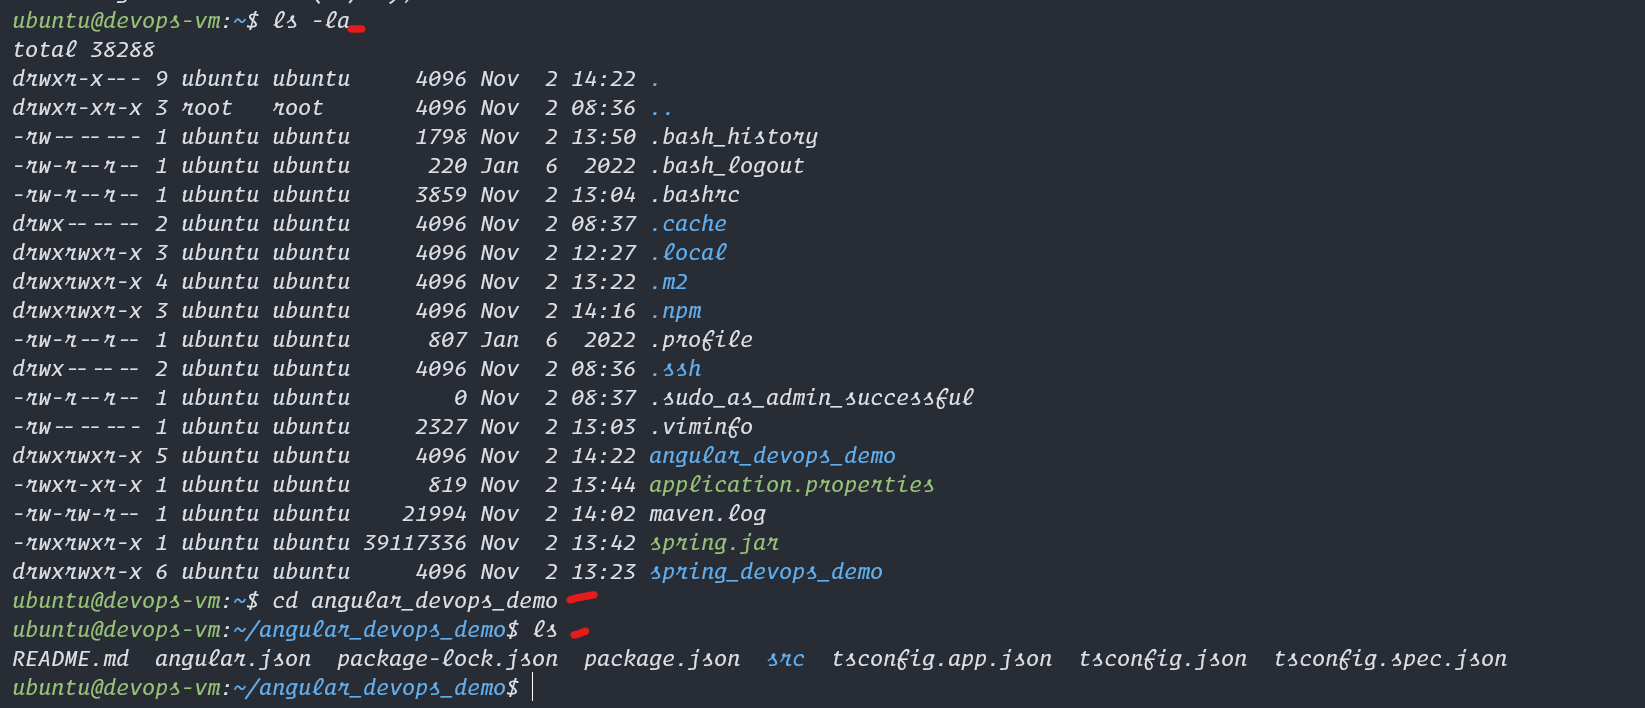 ubuntu@devops-vm:~$ ls -la
total 38288
drwxr-x--- 9 ubuntu ubuntu     4096 Nov  2 14:22 .
drwxr-xr-x 3 root   root       4096 Nov  2 08:36 ..
-rw------- 1 ubuntu ubuntu     1798 Nov  2 13:50 .bash_history
-rw-r--r-- 1 ubuntu ubuntu      220 Jan  6  2022 .bash_logout
-rw-r--r-- 1 ubuntu ubuntu     3859 Nov  2 13:04 .bashrc
drwx------ 2 ubuntu ubuntu     4096 Nov  2 08:37 .cache
drwxrwxr-x 3 ubuntu ubuntu     4096 Nov  2 12:27 .local
drwxrwxr-x 4 ubuntu ubuntu     4096 Nov  2 13:22 .m2
drwxrwxr-x 3 ubuntu ubuntu     4096 Nov  2 14:16 .npm
-rw-r--r-- 1 ubuntu ubuntu      807 Jan  6  2022 .profile
drwx------ 2 ubuntu ubuntu     4096 Nov  2 08:36 .ssh
-rw-r--r-- 1 ubuntu ubuntu        0 Nov  2 08:37 .sudo_as_admin_successful
-rw------- 1 ubuntu ubuntu     2327 Nov  2 13:03 .viminfo
drwxrwxr-x 5 ubuntu ubuntu     4096 Nov  2 14:22 angular_devops_demo
-rwxr-xr-x 1 ubuntu ubuntu      819 Nov  2 13:44 application.properties
-rw-rw-r-- 1 ubuntu ubuntu    21994 Nov  2 14:02 maven.log
-rwxrwxr-x 1 ubuntu ubuntu 39117336 Nov  2 13:42 spring.jar
drwxrwxr-x 6 ubuntu ubuntu     4096 Nov  2 13:23 spring_devops_demo
ubuntu@devops-vm:~$ cd angular_devops_demo
ubuntu@devops-vm:~/angular_devops_demo$ ls
README.md  angular.json  package-lock.json  package.json  src  tsconfig.app.json  tsconfig.json  tsconfig.spec.json
ubuntu@devops-vm:~/angular_devops_demo$